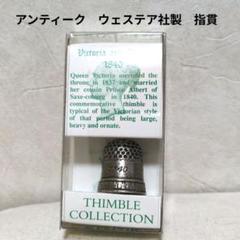 アンティーク　ウェステア社製　指貫
Victoria
1840
Queen Victoria ascended the
throne in 1837 and married
her cousin Prince Albert of
Saxe-coburg in 1840. This
commemorative thimble is
typical of the Victorian style
of that period being large,
heavy and ornate.
THIMBLE
COLLECTION